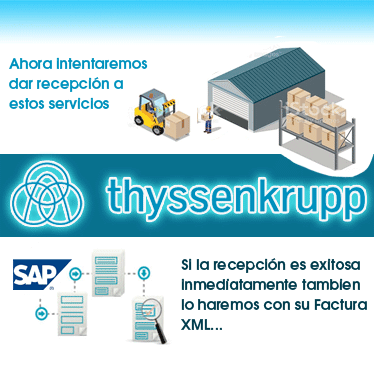 Ahora intentaremos
dar recepción a
estos servicios
thyssenkrupp
SAP
Si la recepción es exitosa
inmediatamente tambien
lo haremos con su Factura
XML...